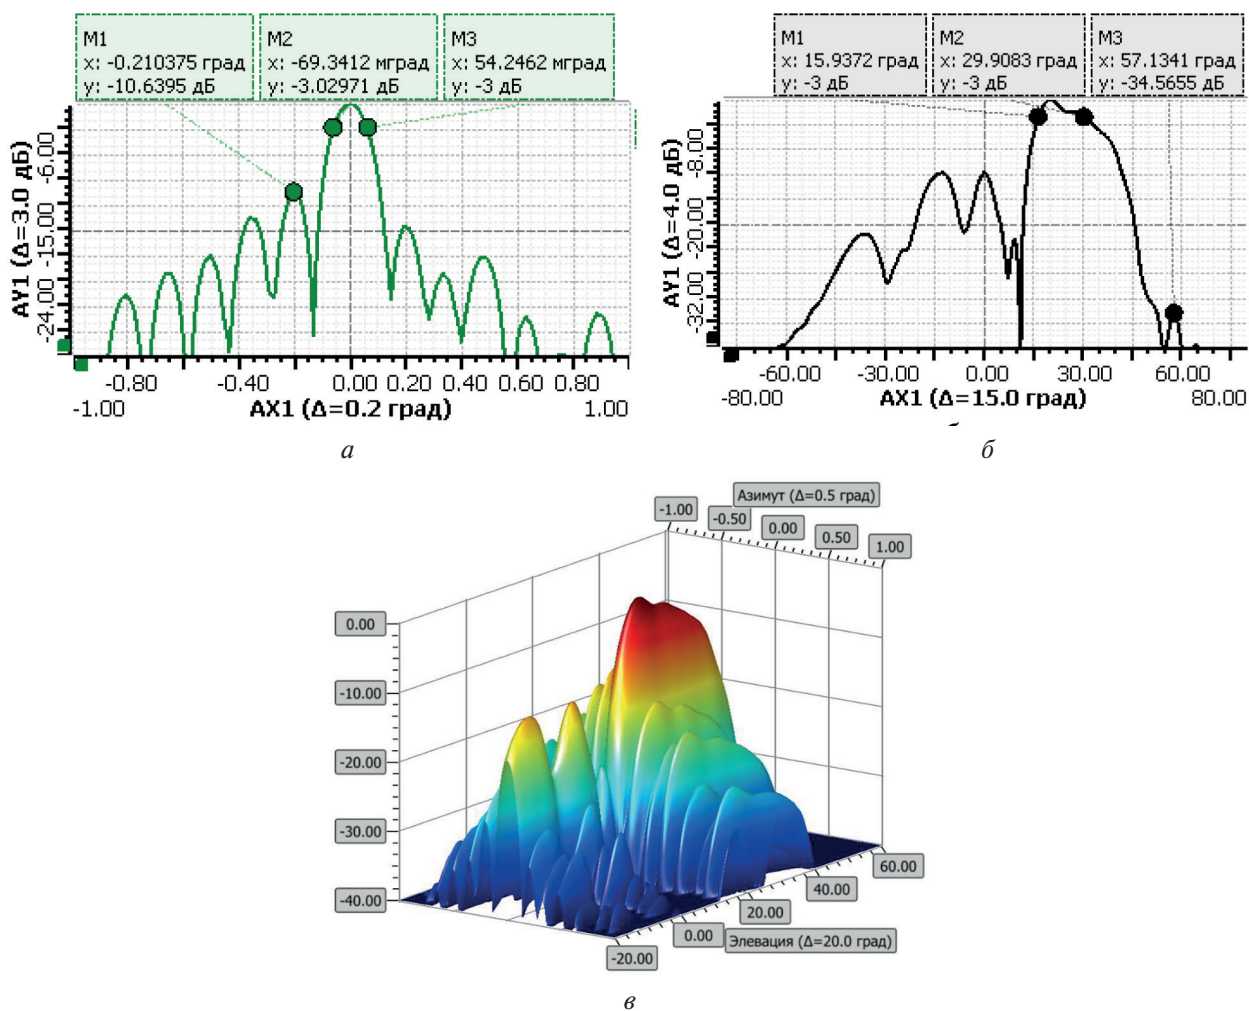 M1
x: -0.210375 град
y: -10.6395 дБ
M2
x: -69.3412 мград
y: -3.02971 дБ
M3
x: 54.2462 мград
y: -3 дБ
AY1 (Δ=3.0 дБ)
-6.00
-15.00
-24.00
-0.80
-0.40
0.00
0.20
0.40
0.60
0.80
-1.00
AX1 (Δ=0.2 град)
1.00
а
M1
x: 15.9372 град
y: -3 дБ
M2
x: 29.9083 град
y: -3 дБ
M3
x: 57.1341 град
y: -34.5655 дБ
AY1 (Δ=4.0 дБ)
-8.00
-20.00
-32.00
-60.00
-30.00
0.00
30.00
60.00
-80.00
AX1 (Δ=15.0 град)
80.00
б
Азимут (Δ=0.5 град)
-1.00
-0.50
0.00
0.50
1.00
0.00
-10.00
-20.00
-30.00
-40.00
60.00
40.00
20.00
0.00
-20.00
Элевация (Δ=20.0 град)
в